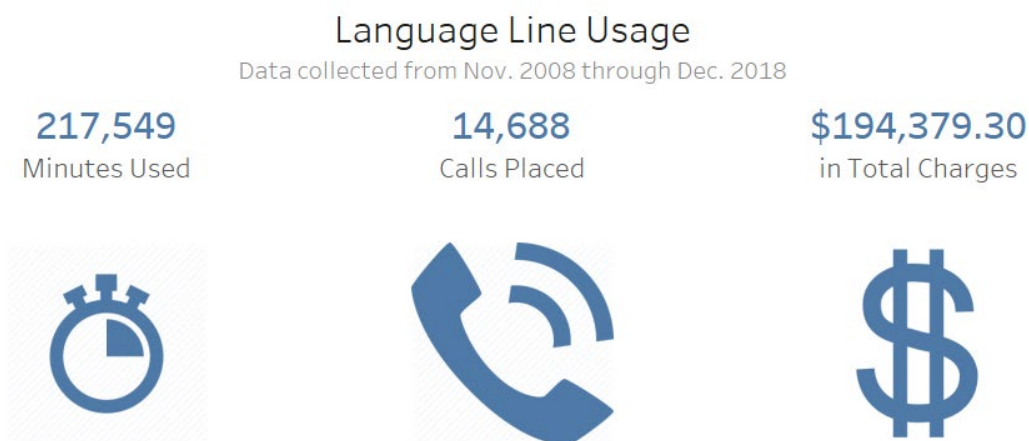 Language Line Usage
Data collected from Nov. 2008 through Dec. 2018
217,549
Minutes Used
14,688
Calls Placed
$194,379.30
in Total Charges